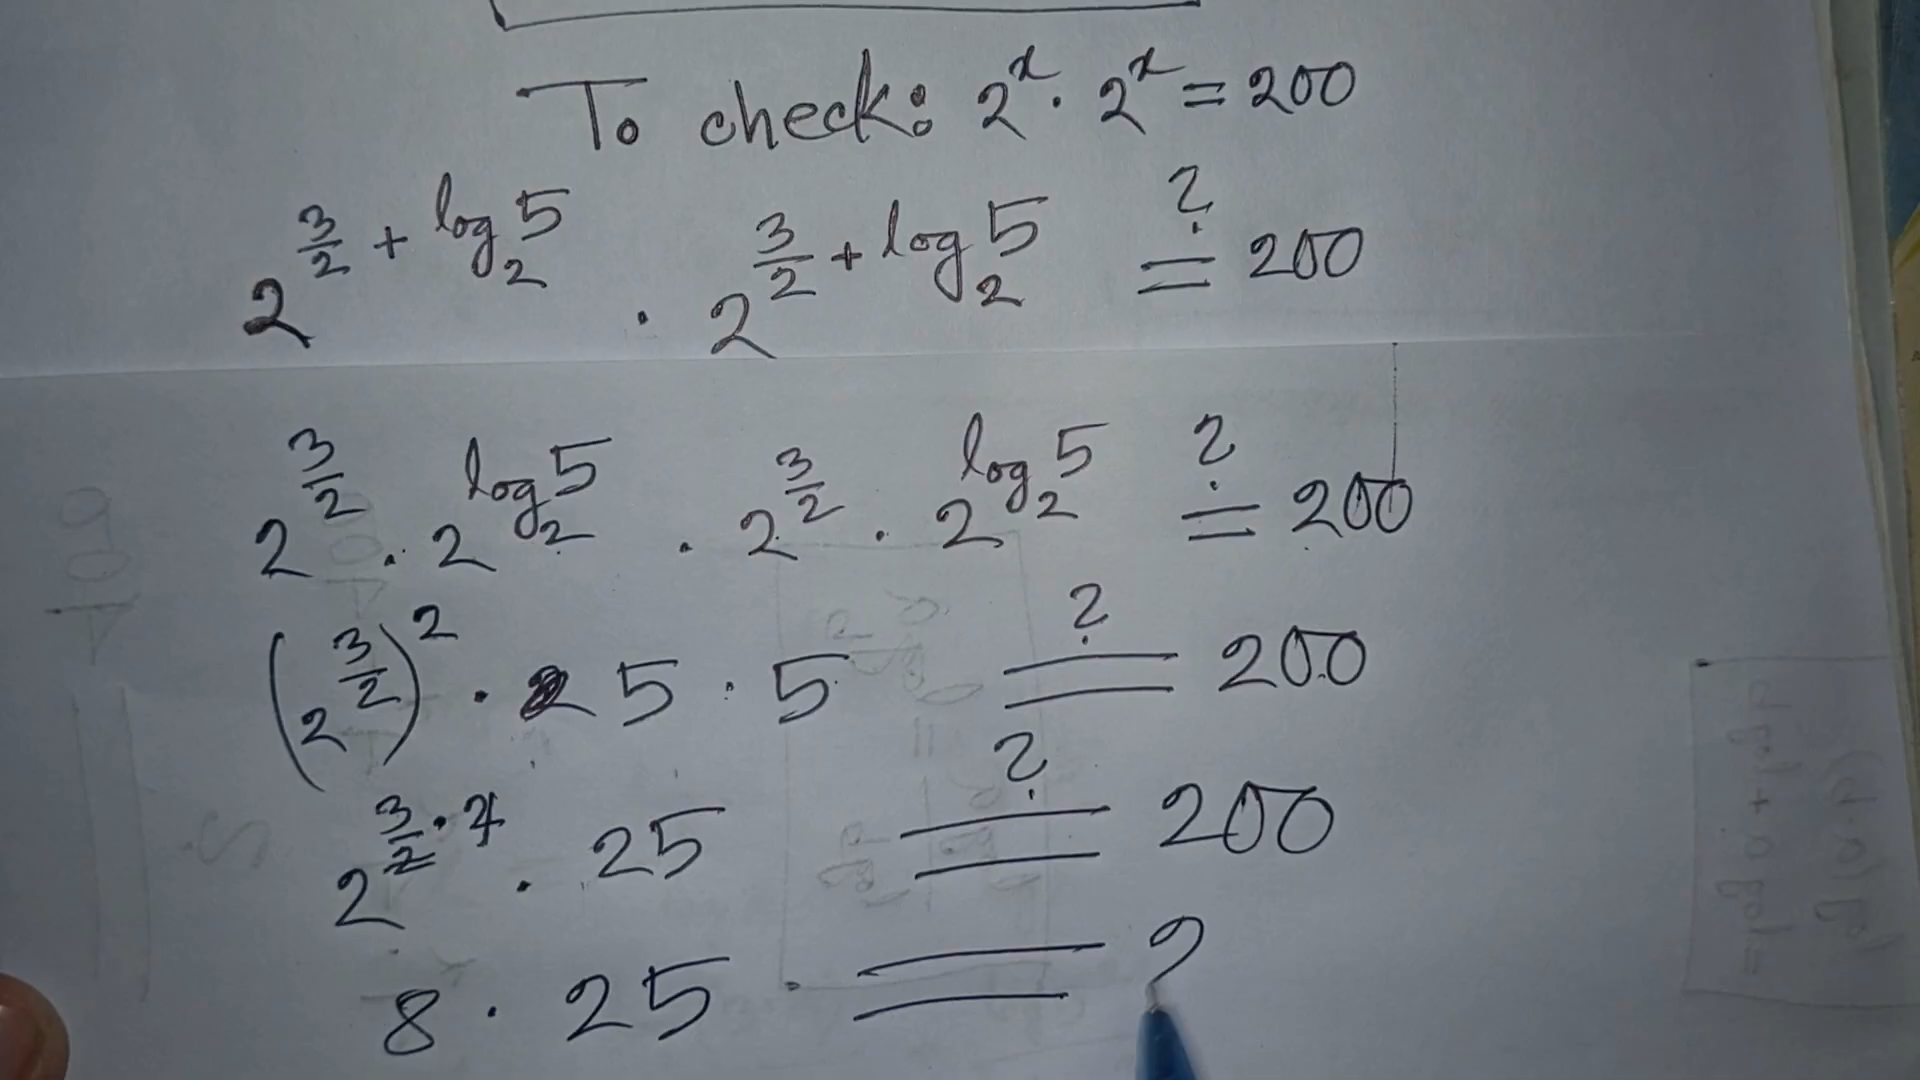 To check: 2^x · 2^x = 200
2^(3/2 + log_2 5) · 2^(3/2 + log_2 5) =? 200
2^(3/2) · 2^(log_2 5) · 2^(3/2) · 2^(log_2 5) =? 200
(2^(3/2))^2 · 5 · 5 =? 200
2^(3/2 · 2) · 25 =? 200
8 · 25 = 2